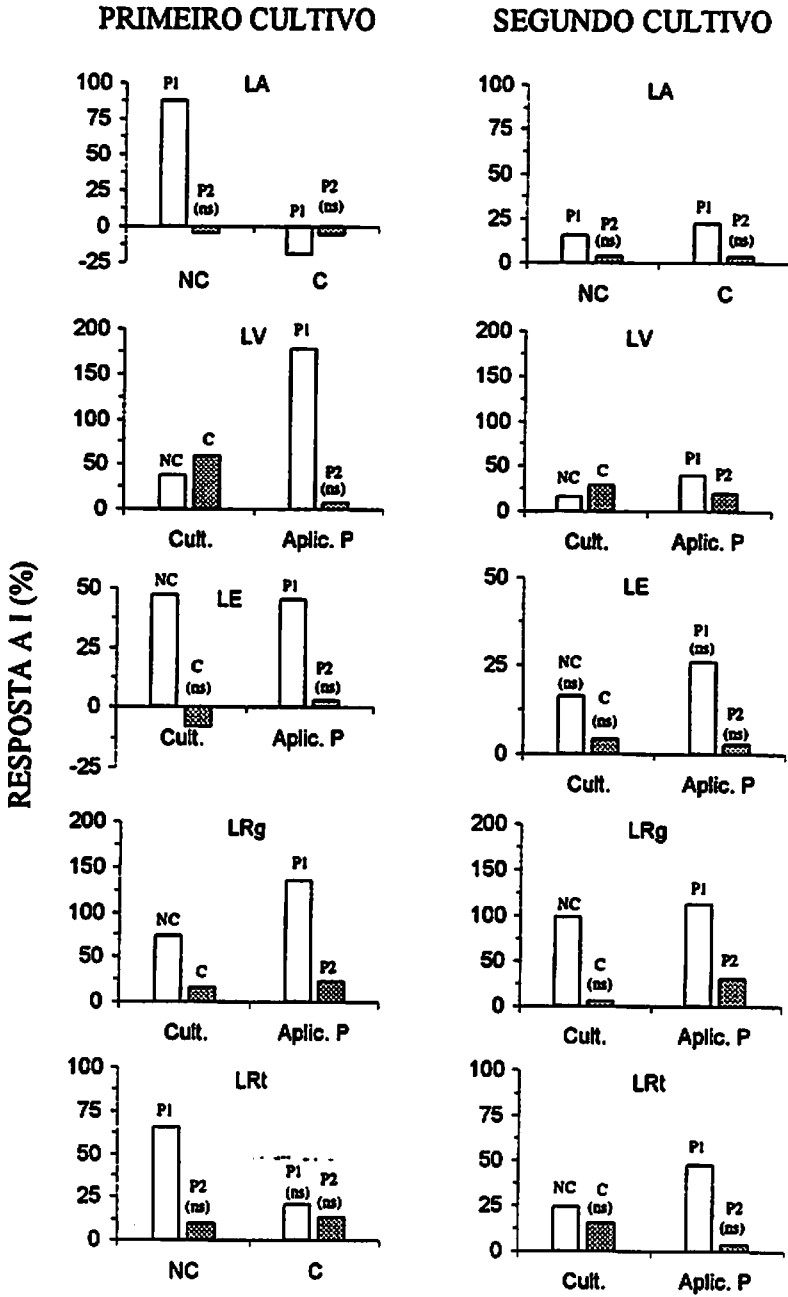 PRIMEIRO CULTIVO
SEGUNDO CULTIVO
RESPOSTA A I (%)
LA
100
75
50
25
0
-25
P1
P2
(ns)
P1
P2
(ns)
NC
C
LA
100
75
50
25
0
P1
P2
(ns)
P1
P2
(ns)
NC
C
LV
200
150
100
50
0
NC
C
P1
P2
(ns)
Cult.
Aplic. P
LV
200
150
100
50
0
NC
C
P1
P2
Cult.
Aplic. P
LE
50
25
0
-25
NC
C
(ns)
P1
P2
(ns)
Cult.
Aplic. P
LE
50
25
0
NC
(ns)
C
(ns)
P1
(ns)
P2
(ns)
Cult.
Aplic. P
LRg
200
150
100
50
0
NC
C
P1
P2
Cult.
Aplic. P
LRg
200
150
100
50
0
NC
C
(ns)
P1
P2
Cult.
Aplic. P
LRt
100
75
50
25
0
P1
P2
(ns)
P1
(ns)
P2
(ns)
NC
C
LRt
100
75
50
25
0
NC
C
(ns)
P1
P2
(ns)
Cult.
Aplic. P